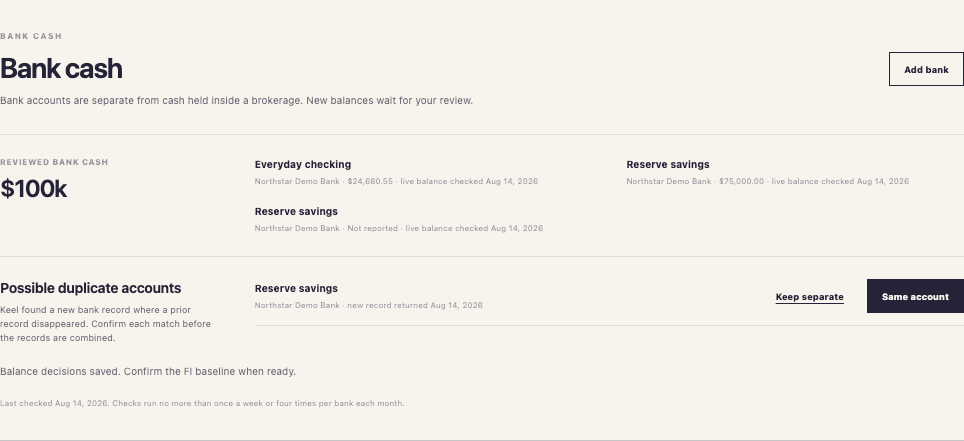 BANK CASH
Bank cash
Add bank
Bank accounts are separate from cash held inside a brokerage. New balances wait for your review.
REVIEWED BANK CASH
$100k
Everyday checking
Northstar Demo Bank · $24,680.55 · live balance checked Aug 14, 2026
Reserve savings
Northstar Demo Bank · $75,000.00 · live balance checked Aug 14, 2026
Reserve savings
Northstar Demo Bank · Not reported · live balance checked Aug 14, 2026
Possible duplicate accounts
Keel found a new bank record where a prior
record disappeared. Confirm each match before
the records are combined.
Reserve savings
Northstar Demo Bank · new record returned Aug 14, 2026
Keep separate
Same account
Balance decisions saved. Confirm the FI baseline when ready.
Last checked Aug 14, 2026. Checks run no more than once a week or four times per bank each month.